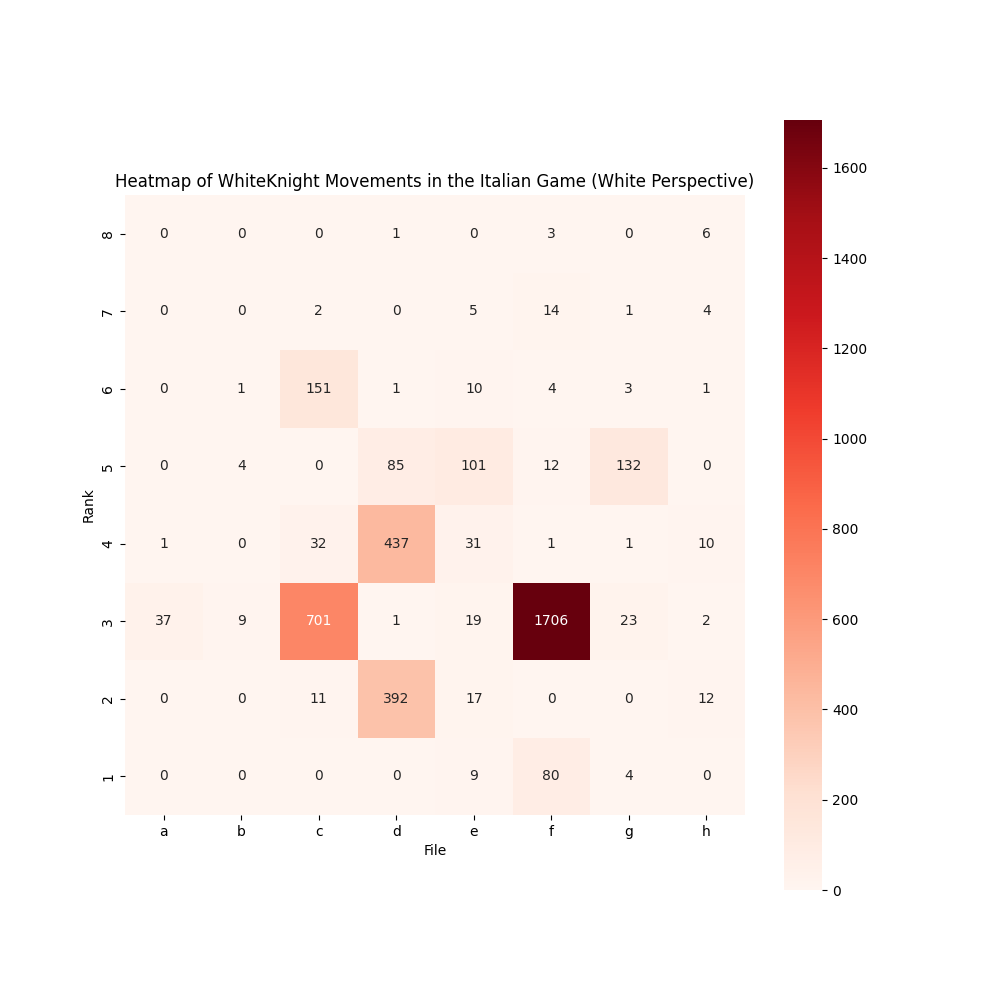 Heatmap of WhiteKnight Movements in the Italian Game (White Perspective)
8 0 0 0 1 0 3 0 6
7 0 0 2 0 5 14 1 4
6 0 1 151 1 10 4 3 1
5 0 4 0 85 101 12 132 0
Rank
4 1 0 32 437 31 1 1 10
3 37 9 701 1 19 1706 23 2
2 0 0 11 392 17 0 0 12
1 0 0 0 0 9 80 4 0
a b c d e f g h
File
1600
1400
1200
1000
800
600
400
200
0